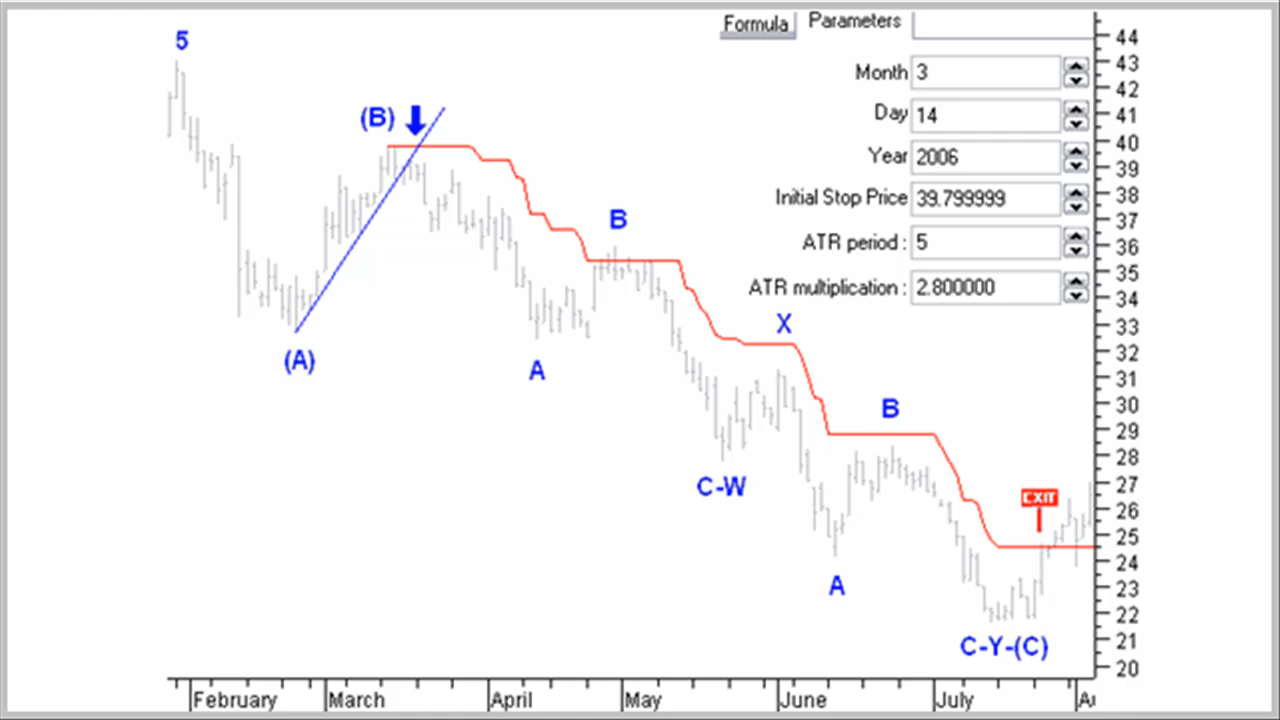 Formula Parameters
Month 3
Day 14
Year 2006
Initial Stop Price 39.799999
ATR period : 5
ATR multiplication : 2.800000
5
(B)
(A)
B
A
X
C-W
B
A
EXIT
C-Y-(C)
44
43
42
41
40
39
38
37
36
35
34
33
32
31
30
29
28
27
26
25
24
23
22
21
20
February March April May June July Au